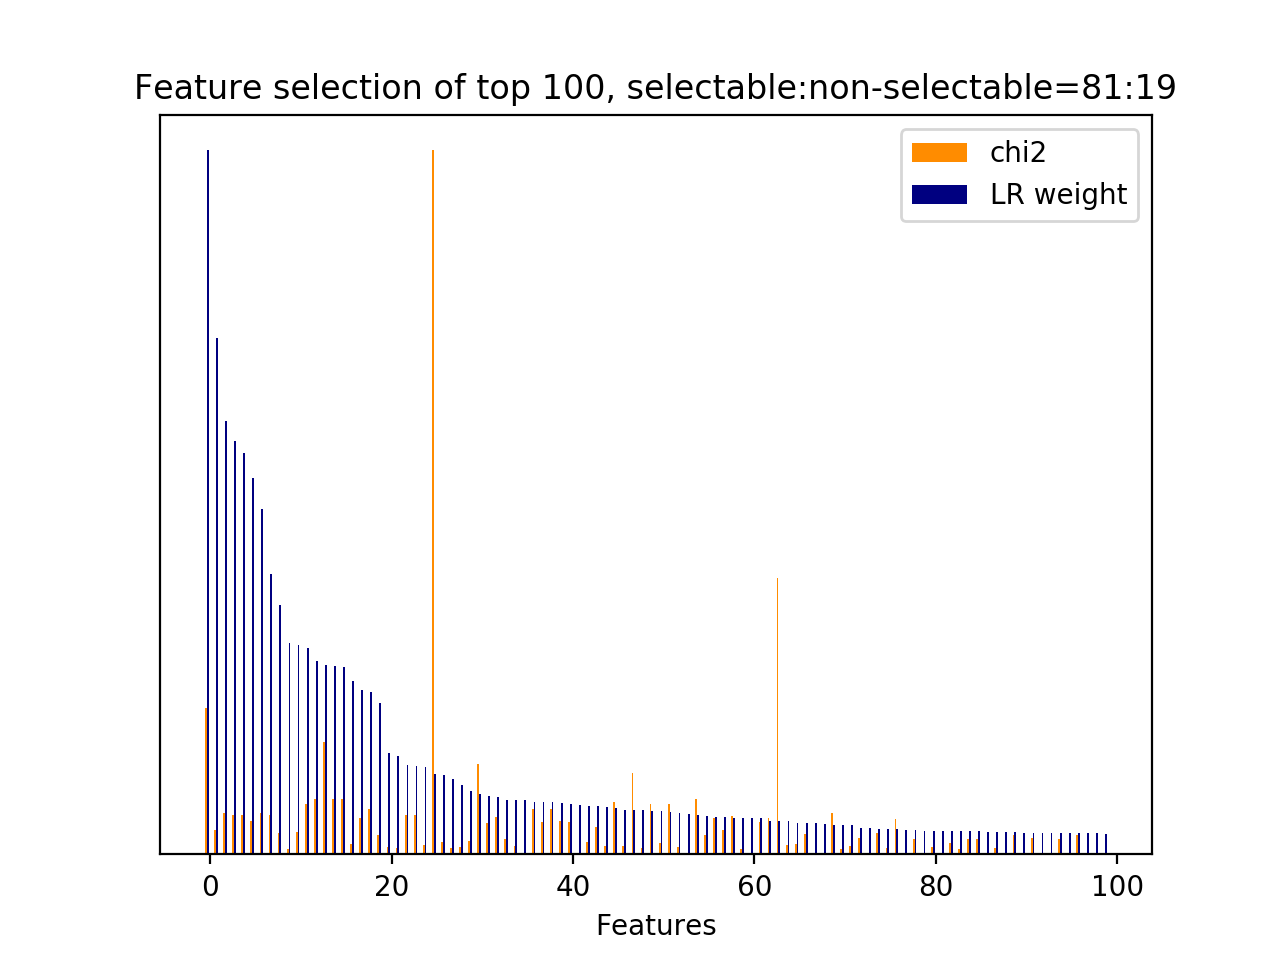 Feature selection of top 100, selectable:non-selectable=81:19
chi2
LR weight
0 20 40 60 80 100
Features